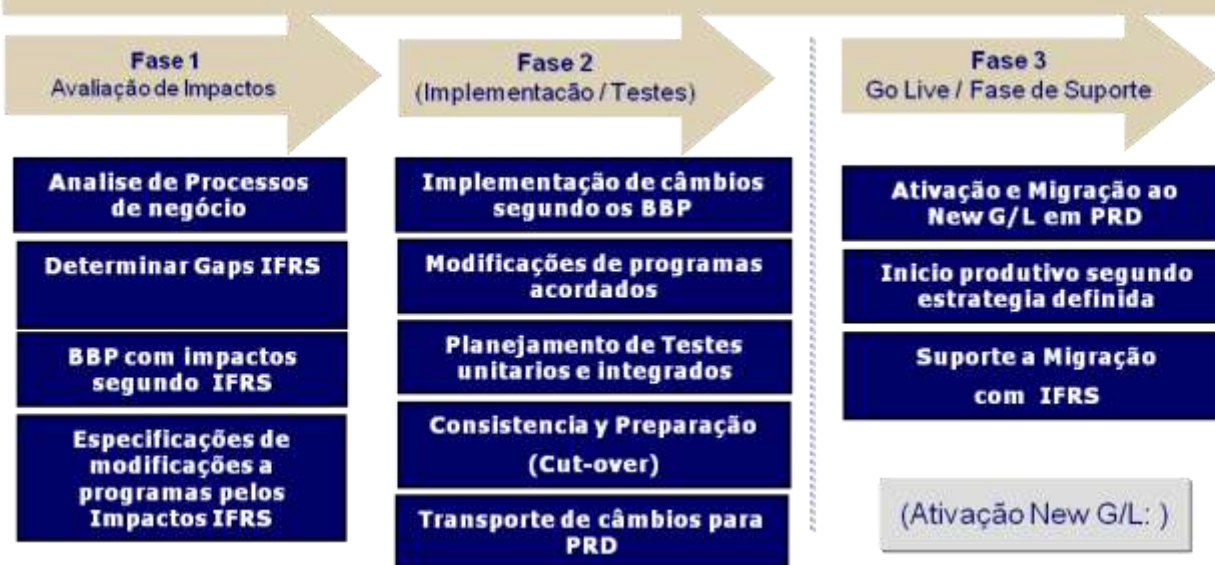 Fase 1
Avaliação de Impactos
Analise de Processos
de negócio
Determinar Gaps IFRS
BBP com impactos
segundo IFRS
Especificações de
modificações a
programas pelos
Impactos IFRS
Fase 2
(Implementacão / Testes)
Implementação de câmbios
segundo os BBP
Modificações de programas
acordados
Planejamento de Testes
unitarios e integrados
Consistencia y Preparação
(Cut-over)
Transporte de câmbios para
PRD
Fase 3
Go Live / Fase de Suporte
Ativação e Migração ao
New G/L em PRD
Inicio produtivo segundo
estrategia definida
Suporte a Migração
com IFRS
(Ativação New G/L: )